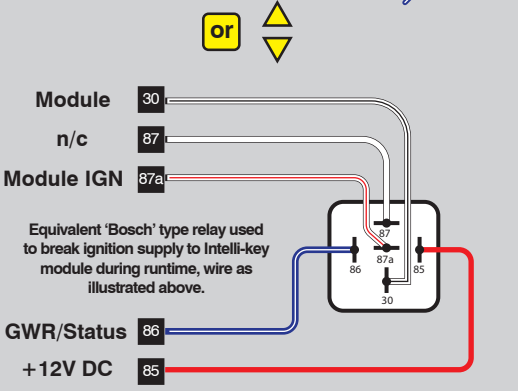 or
Module 30
n/c 87
Module IGN 87a
Equivalent ‘Bosch’ type relay used
to break ignition supply to Intelli-key
module during runtime, wire as
illustrated above.
GWR/Status 86
+12V DC 85
87
87a
86
85
30